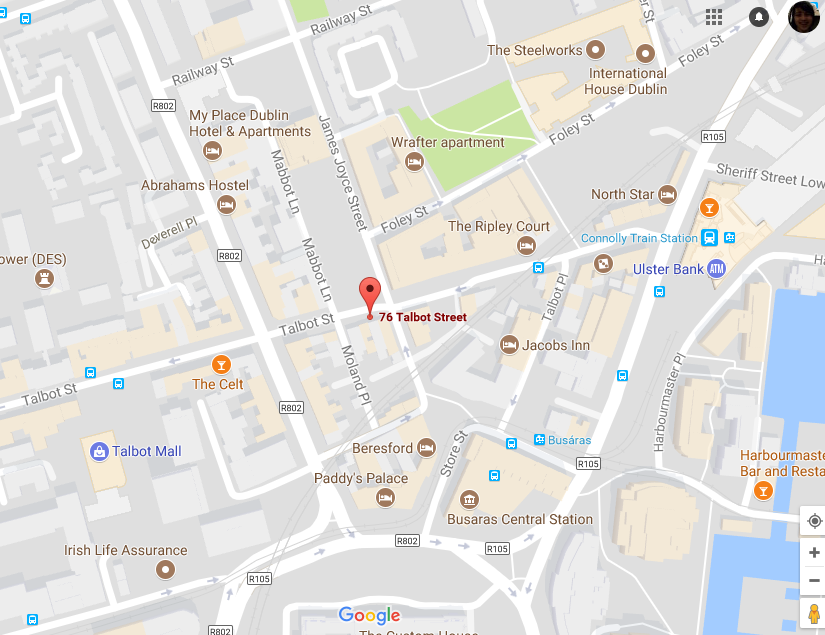 Railway St
er St
The Steelworks
Foley St
Railway St
International
House Dublin
R802
My Place Dublin
Hotel & Apartments
James Joyce Street
Foley St
R105
Wrafter apartment
Mabbot Ln
Sheriff Street Low
Abrahams Hostel
North Star
Deverell Pl
Foley St
The Ripley Court
Connolly Train Station
R802
Mabbot Ln
ower (DES)
Ulster Bank
ATM
Ha
Talbot Pl
Talbot St
76 Talbot Street
Moland Pl
Jacobs Inn
Talbot St
The Celt
Harbourmaster Pl
R802
Talbot Mall
Beresford
Store St
Busáras
R105
Harbourmaste
Bar and Resta
Paddy's Palace
Busaras Central Station
Irish Life Assurance
R802
R105
R105
Google
R802
The Custom House